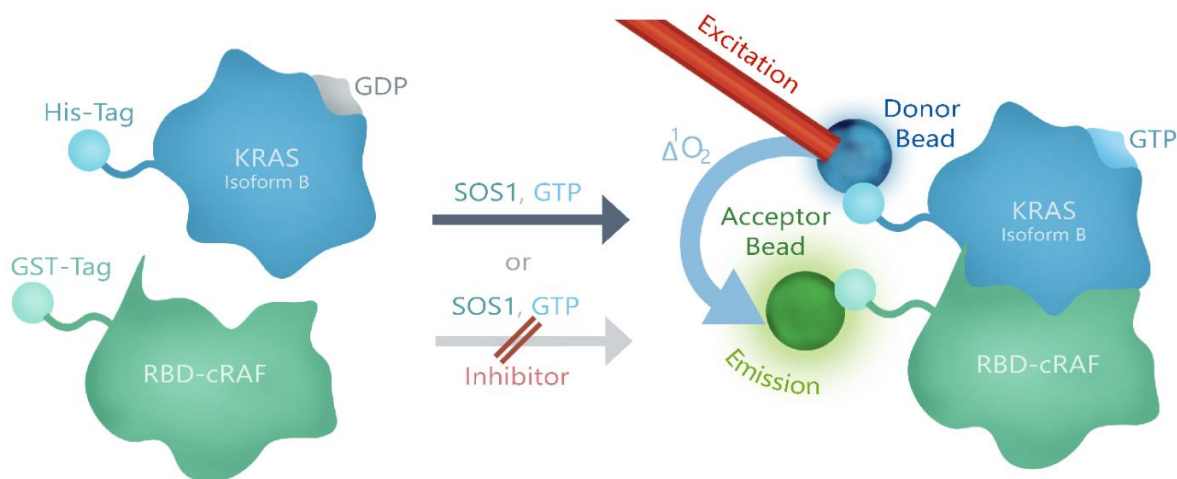 His-Tag
GDP
KRAS
Isoform B
GST-Tag
RBD-cRAF
SOS1, GTP
or
SOS1, GTP
Inhibitor
Excitation
Donor
Bead
¹ΔO₂
Acceptor
Bead
Emission
GTP
KRAS
Isoform B
RBD-cRAF